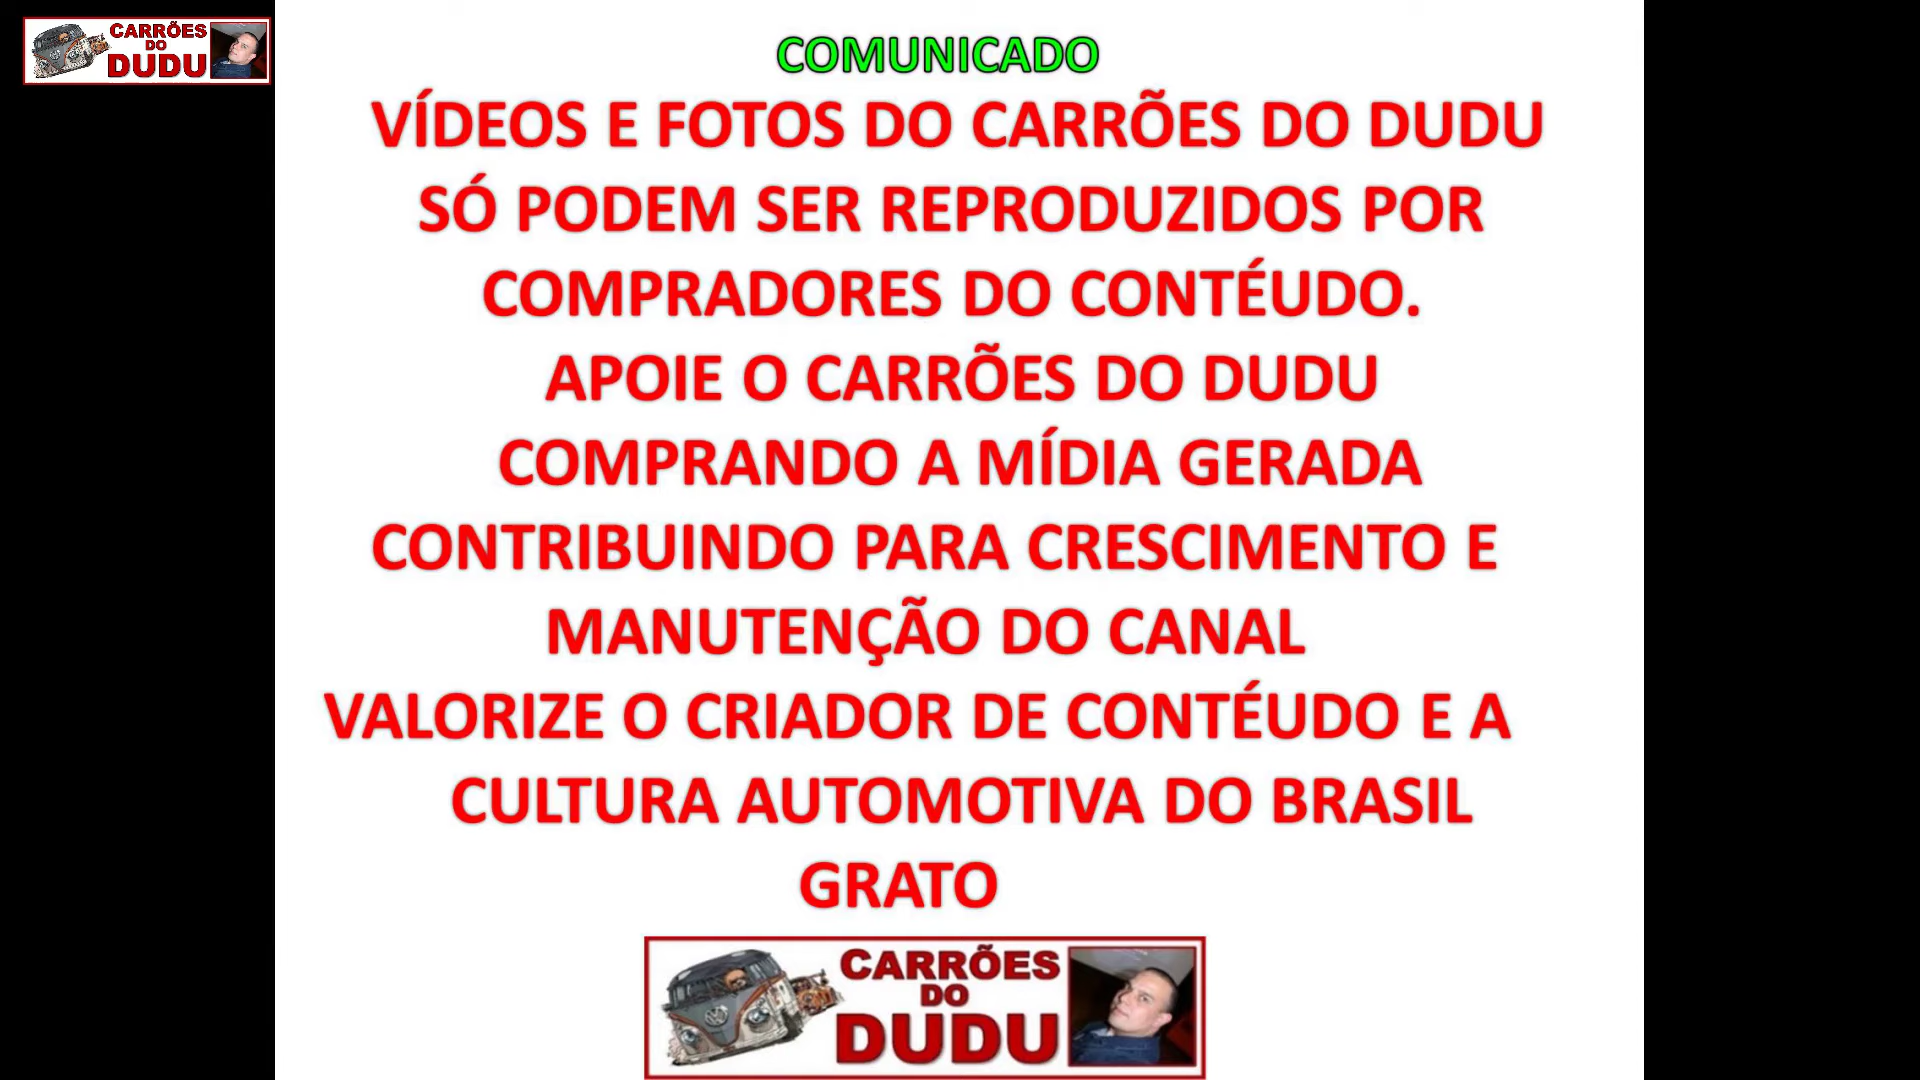 CARRÕES
DO
DUDU
COMUNICADO
VÍDEOS E FOTOS DO CARRÕES DO DUDU
SÓ PODEM SER REPRODUZIDOS POR
COMPRADORES DO CONTÉUDO.
APOIE O CARRÕES DO DUDU
COMPRANDO A MÍDIA GERADA
CONTRIBUINDO PARA CRESCIMENTO E
MANUTENÇÃO DO CANAL
VALORIZE O CRIADOR DE CONTÉUDO E A
CULTURA AUTOMOTIVA DO BRASIL
GRATO
CARRÕES
DO
DUDU